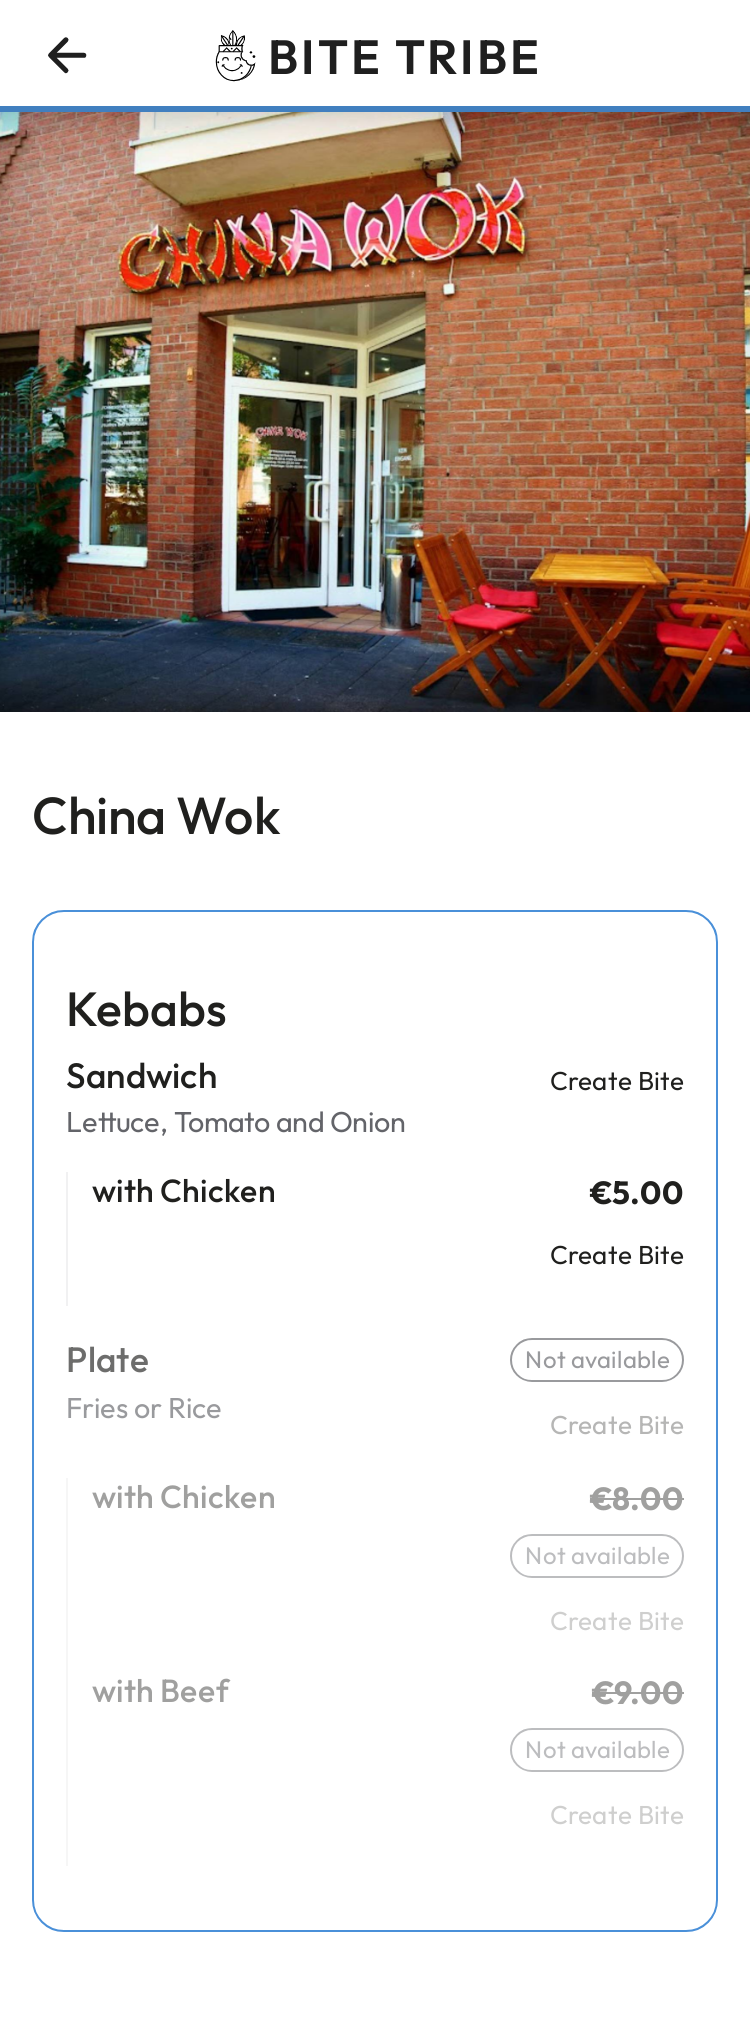 BITE TRIBE
CHINA WOK
CHINA WOK
China Wok
Kebabs
Sandwich
Create Bite
Lettuce, Tomato and Onion
with Chicken
€5.00
Create Bite
Plate
Not available
Fries or Rice
Create Bite
with Chicken
€8.00
Not available
Create Bite
with Beef
€9.00
Not available
Create Bite